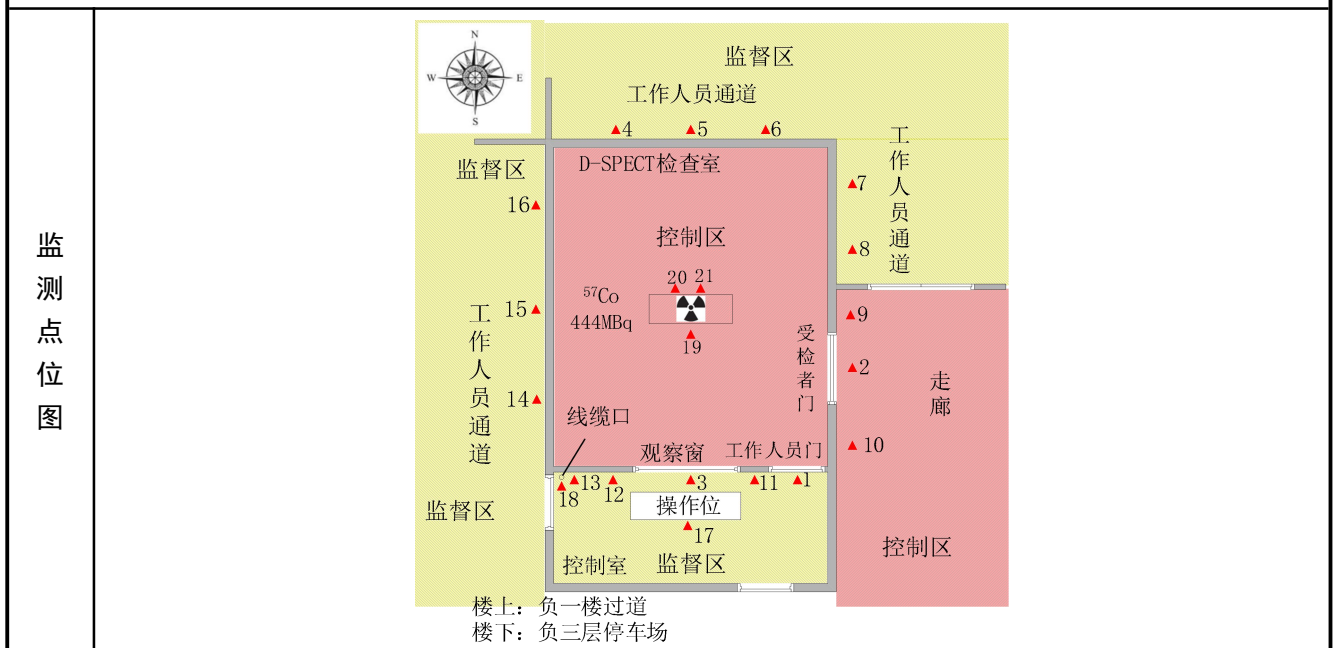 监测点位图
N
W
E
S
监督区
工作人员通道
4
5
6
工作人员通道
监督区
D-SPECT检查室
7
16
控制区
8
20
21
⁵⁷Co
444MBq
15
工作人员通道
19
受检者门
9
2
走廊
14
线缆口
观察窗
工作人员门
10
18
13
12
3
11
1
操作位
监督区
17
控制区
控制室
监督区
楼上：负一楼过道
楼下：负三层停车场